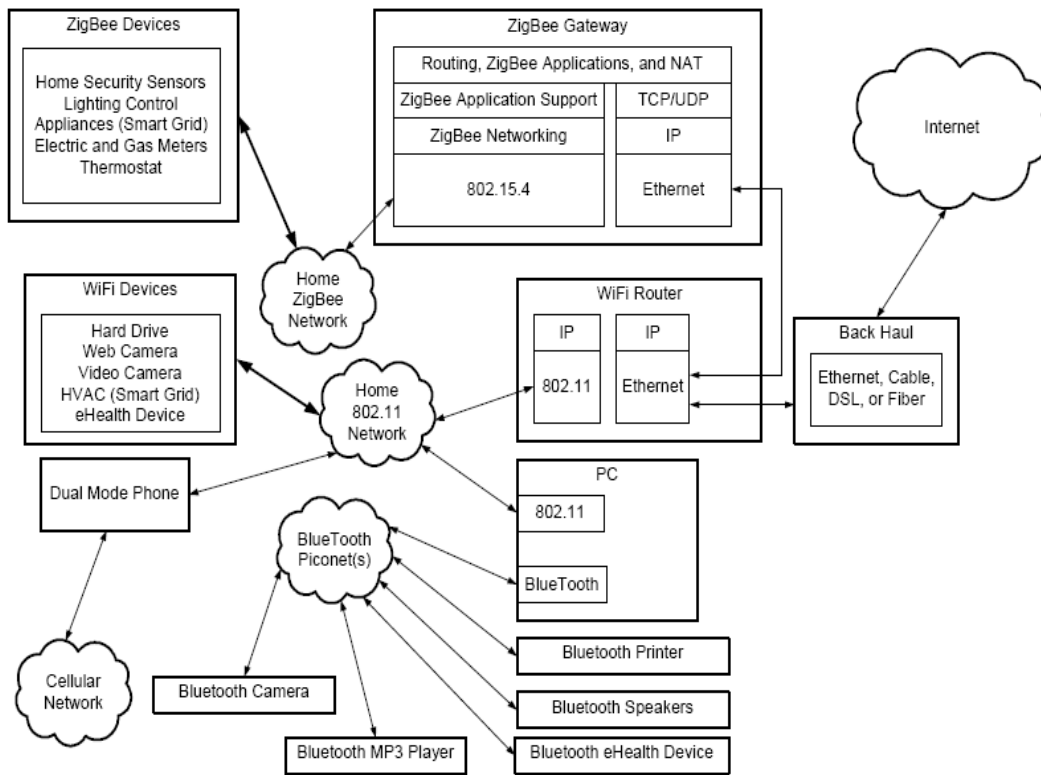 ZigBee Devices
Home Security Sensors
Lighting Control
Appliances (Smart Grid)
Electric and Gas Meters
Thermostat
ZigBee Gateway
Routing, ZigBee Applications, and NAT
ZigBee Application Support
TCP/UDP
ZigBee Networking
IP
802.15.4
Ethernet
Internet
Home
ZigBee
Network
WiFi Devices
Hard Drive
Web Camera
Video Camera
HVAC (Smart Grid)
eHealth Device
Home
802.11
Network
WiFi Router
IP
IP
802.11
Ethernet
Back Haul
Ethernet, Cable,
DSL, or Fiber
Dual Mode Phone
PC
802.11
BlueTooth
BlueTooth
Piconet(s)
Cellular
Network
Bluetooth Camera
Bluetooth MP3 Player
Bluetooth Printer
Bluetooth Speakers
Bluetooth eHealth Device